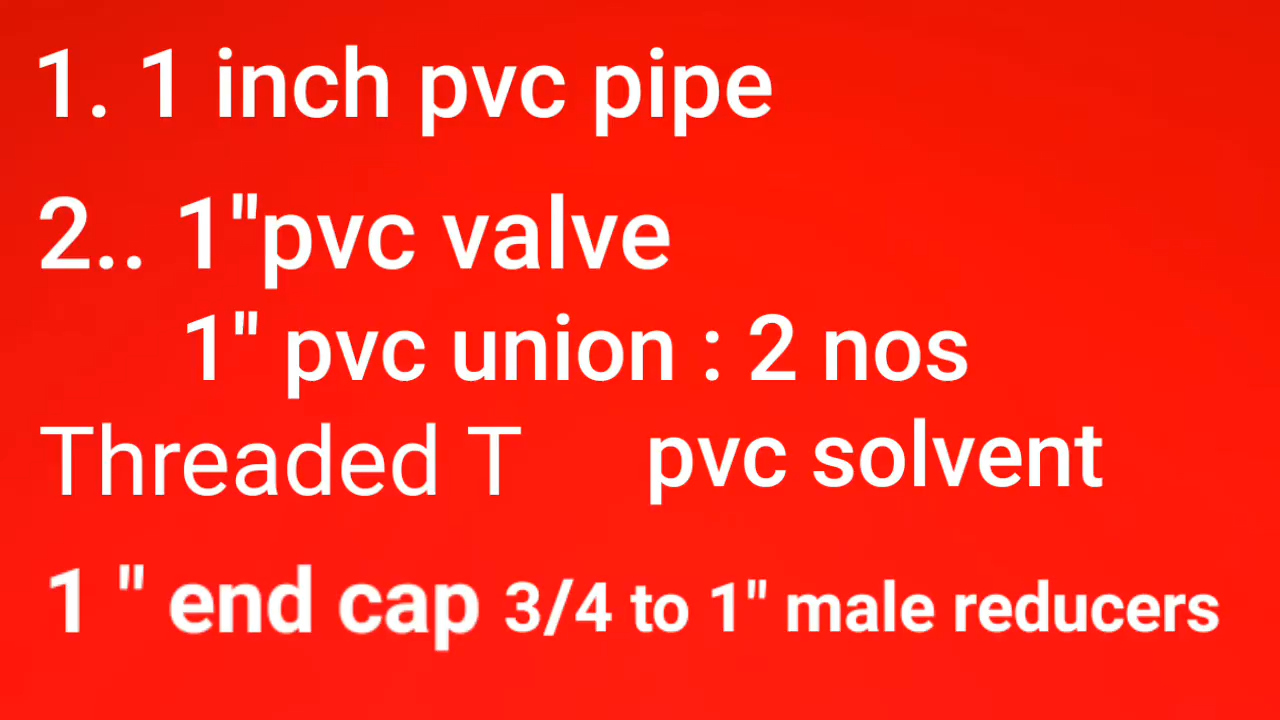 1. 1 inch pvc pipe
2.. 1"pvc valve
1" pvc union : 2 nos
Threaded T pvc solvent
1 " end cap 3/4 to 1" male reducers